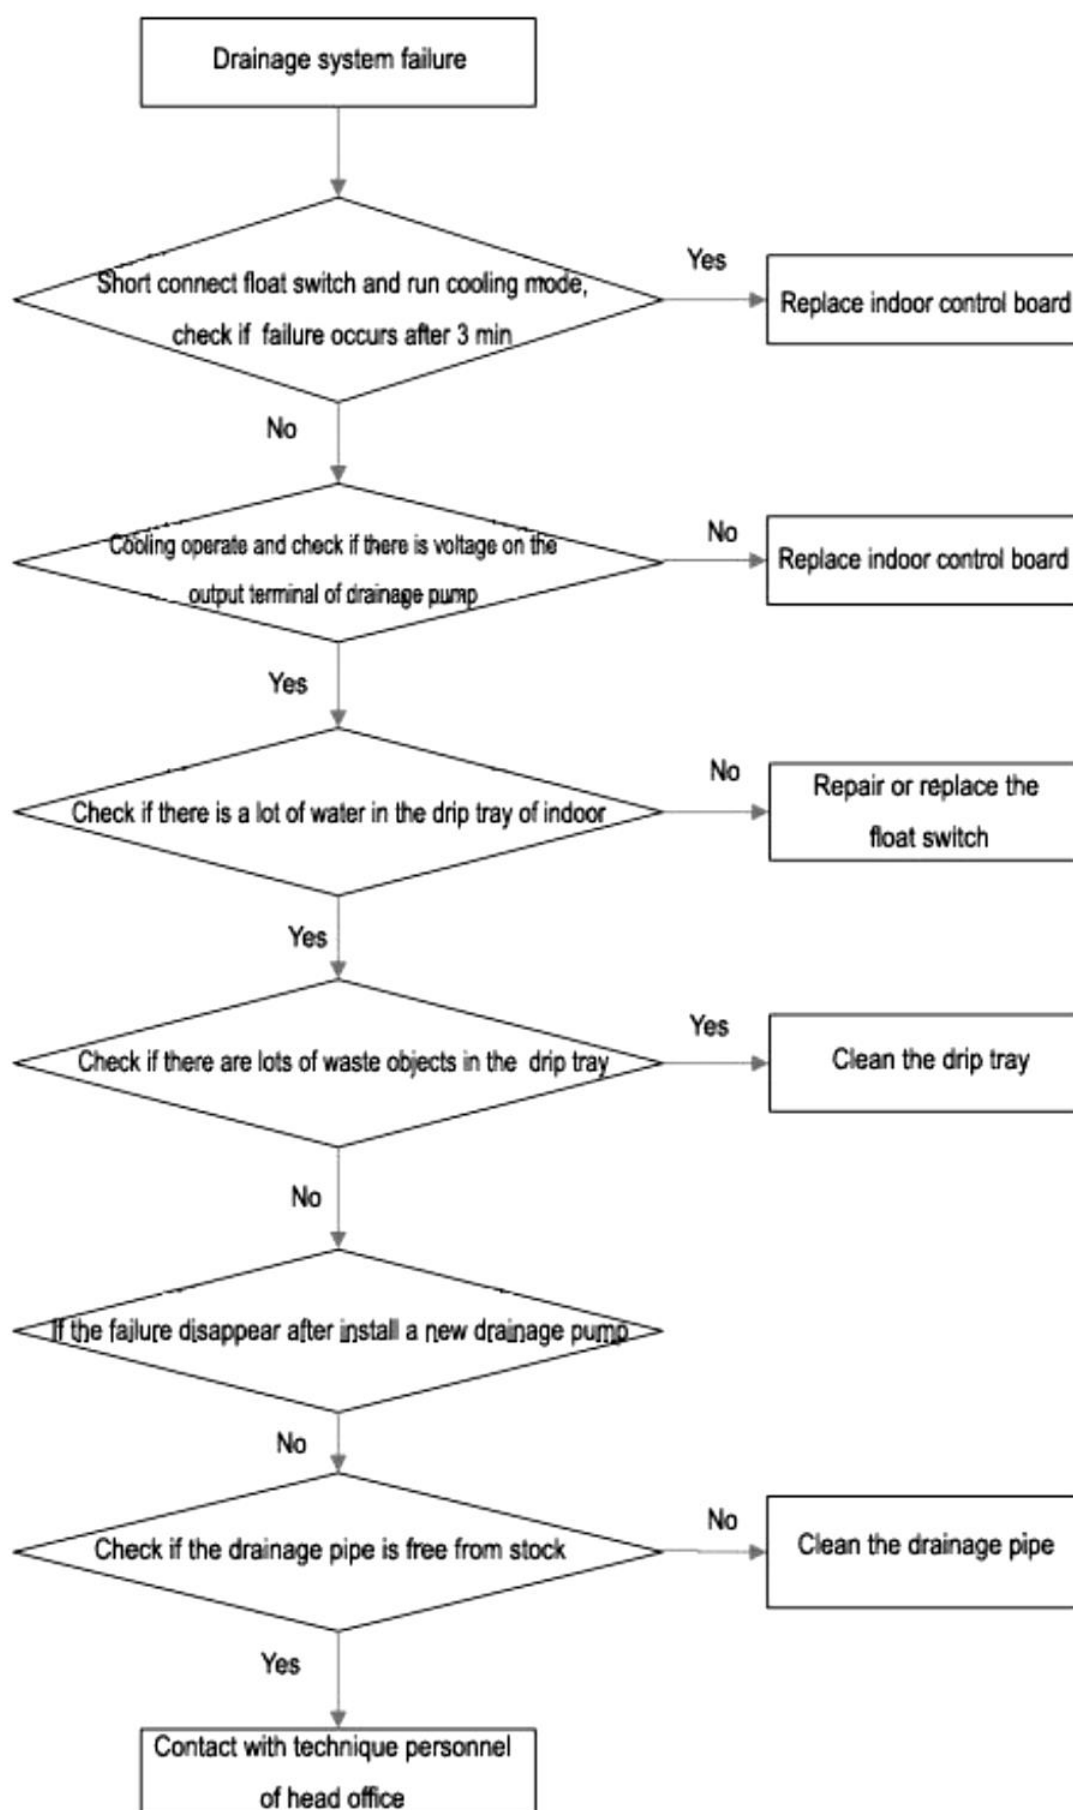 Drainage system failure
Short connect float switch and run cooling mode,
check if failure occurs after 3 min
Yes
Replace indoor control board
No
Cooling operate and check if there is voltage on the
output terminal of drainage pump
No
Replace indoor control board
Yes
Check if there is a lot of water in the drip tray of indoor
No
Repair or replace the
float switch
Yes
Check if there are lots of waste objects in the drip tray
Yes
Clean the drip tray
No
If the failure disappear after install a new drainage pump
No
Check if the drainage pipe is free from stock
No
Clean the drainage pipe
Yes
Contact with technique personnel
of head office